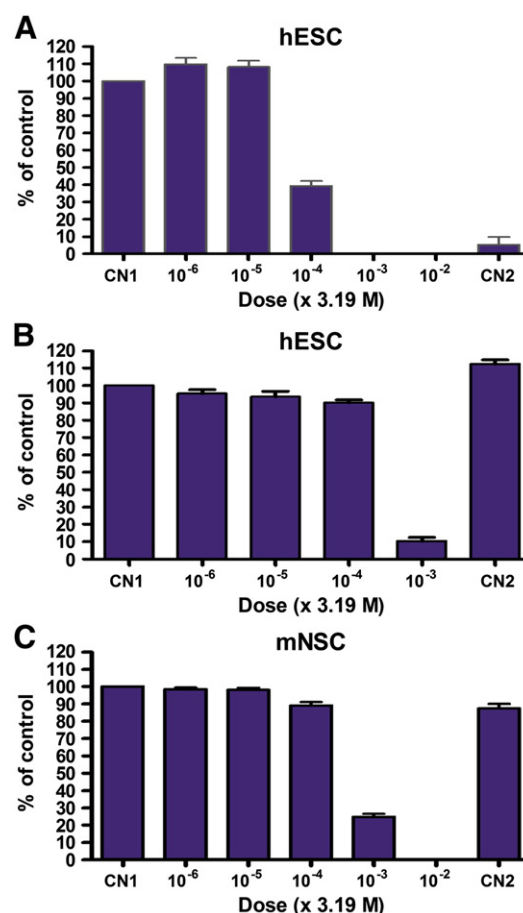 A
hESC
% of control
120
110
100
90
80
70
60
50
40
30
20
10
0
CN1 10⁻⁶ 10⁻⁵ 10⁻⁴ 10⁻³ 10⁻² CN2
Dose (x 3.19 M)
B
hESC
% of control
120
110
100
90
80
70
60
50
40
30
20
10
0
CN1 10⁻⁶ 10⁻⁵ 10⁻⁴ 10⁻³ CN2
Dose (x 3.19 M)
C
mNSC
% of control
120
110
100
90
80
70
60
50
40
30
20
10
0
CN1 10⁻⁶ 10⁻⁵ 10⁻⁴ 10⁻³ 10⁻² CN2
Dose (x 3.19 M)